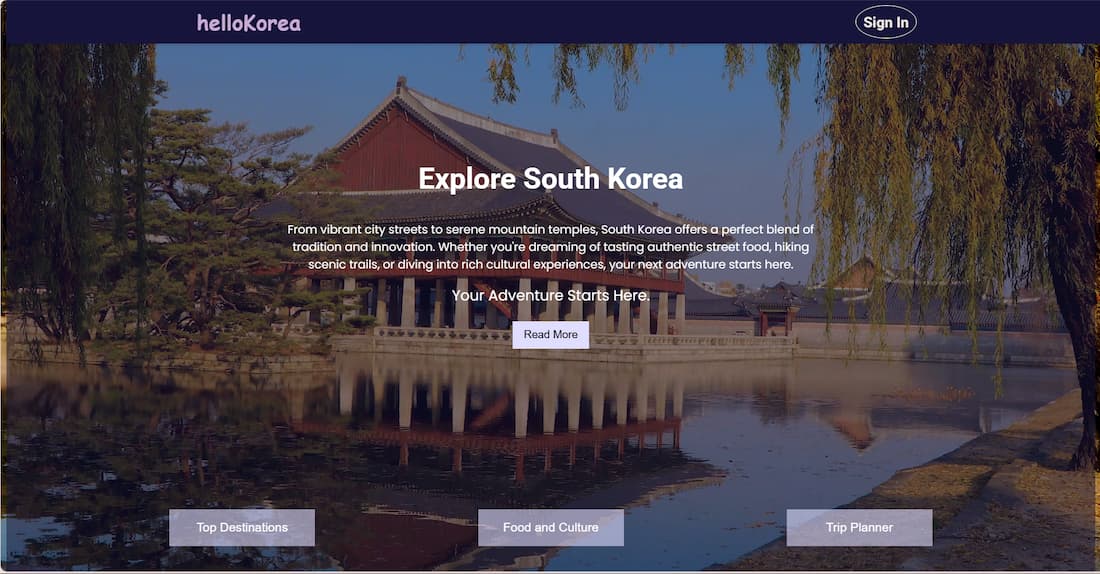 helloKorea
Sign In
Explore South Korea
From vibrant city streets to serene mountain temples, South Korea offers a perfect blend of
tradition and innovation. Whether you're dreaming of tasting authentic street food, hiking
scenic trails, or diving into rich cultural experiences, your next adventure starts here.
Your Adventure Starts Here.
Read More
Top Destinations
Food and Culture
Trip Planner